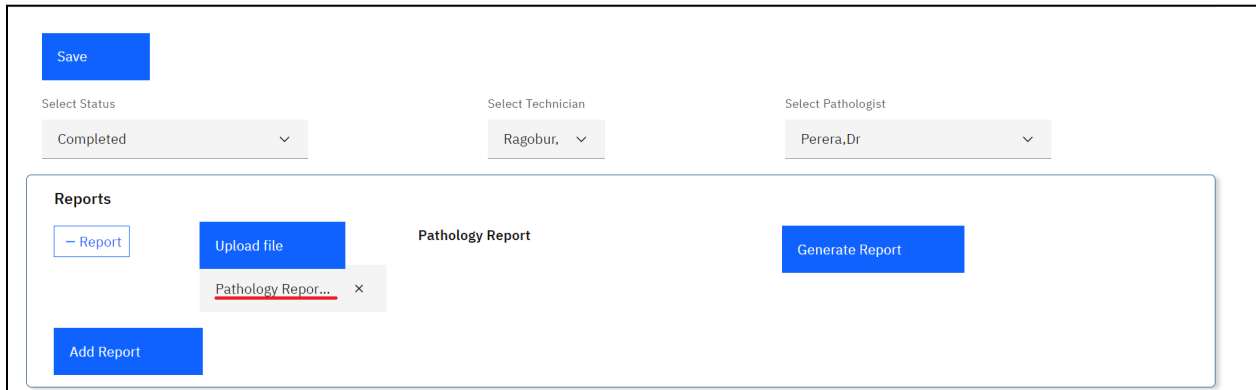 Save
Select Status
Select Technician
Select Pathologist
Completed
Ragobur,
Perera,Dr
Reports
− Report
Upload file
Pathology Report
Generate Report
Pathology Repor... ×
Add Report